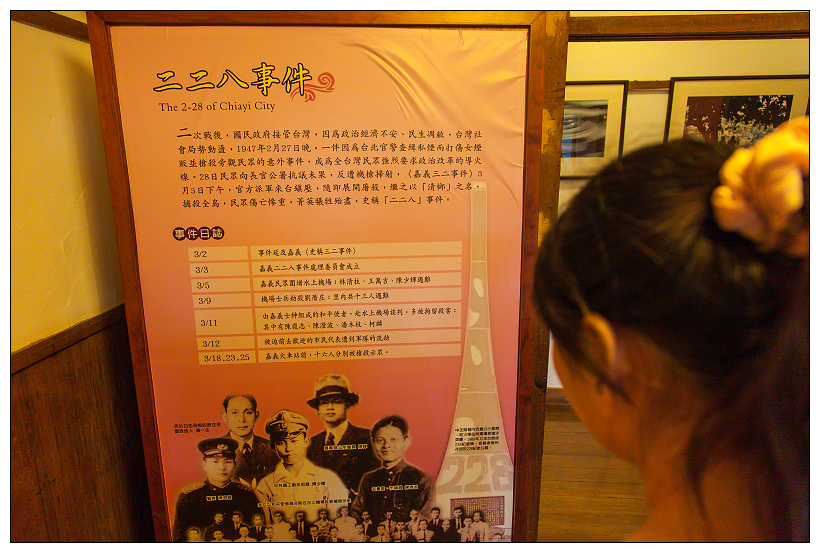 二二八事件
The 2-28 of Chiayi City
二次戰後，國民政府接管台灣，因為政治經濟不安、民生凋敝，台灣社
會局勢動盪，1947年2月27日晚，一件因為台北官警查緝私煙而打傷女煙
販並槍殺旁觀民眾的意外事件，成為全台灣民眾強烈要求政治改革的導火
線。28日民眾向長官公署抗議未果，反遭機槍掃射，（嘉義三二事件）3
月5日下午，官方派軍來台鎮壓，隨即展開屠殺，繼之以「清鄉」之名，
捕殺全島，民眾傷亡慘重，菁英犧牲殆盡，史稱「二二八」事件。
事件日誌
3/2 事件延及嘉義（史稱三二事件）
3/3 嘉義二二八事件處理委員會成立
3/5 嘉義民眾圍堵水上機場；林清柱、王萬吉、陳少輝遇難
3/9 機場士兵劫殺劉厝庄；里內共十三人遇難
3/11 由嘉義士紳組成的和平使者，赴水上機場談判，多被拘留殺害；
其中有陳復志、陳澄波、潘木枝、柯麟
3/12 被迫前去歡迎的市民代表遭到軍隊的洗劫
3/18.23.25 嘉義火車站前，十六人分別被槍殺示眾。
228